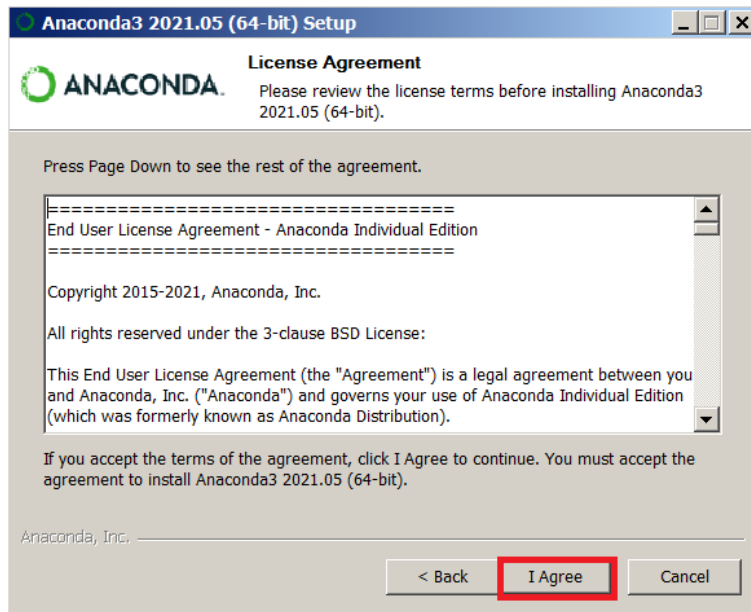 Anaconda3 2021.05 (64-bit) Setup
ANACONDA.
License Agreement
Please review the license terms before installing Anaconda3
2021.05 (64-bit).
Press Page Down to see the rest of the agreement.
===================================
End User License Agreement - Anaconda Individual Edition
===================================
Copyright 2015-2021, Anaconda, Inc.
All rights reserved under the 3-clause BSD License:
This End User License Agreement (the "Agreement") is a legal agreement between you
and Anaconda, Inc. ("Anaconda") and governs your use of Anaconda Individual Edition
(which was formerly known as Anaconda Distribution).
If you accept the terms of the agreement, click I Agree to continue. You must accept the
agreement to install Anaconda3 2021.05 (64-bit).
Anaconda, Inc.
< Back
I Agree
Cancel